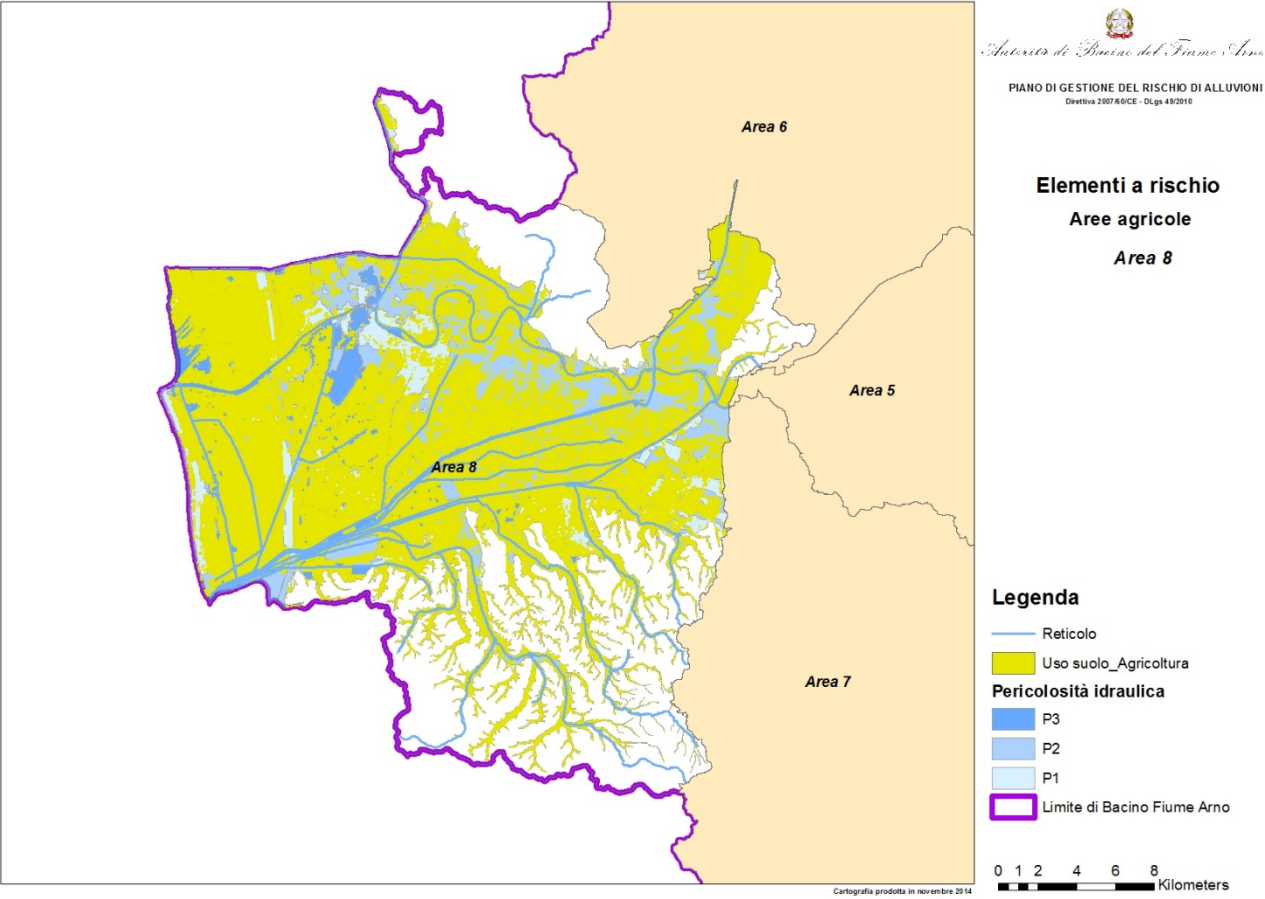 Autorità di Bacino del Fiume Arno
PIANO DI GESTIONE DEL RISCHIO DI ALLUVIONI
Direttiva 2007/60/CE - DLgs 49/2010
Elementi a rischio
Aree agricole
Area 8
Area 6
Area 5
Area 8
Area 7
Legenda
Reticolo
Uso suolo_Agricoltura
Pericolosità idraulica
P3
P2
P1
Limite di Bacino Fiume Arno
0 1 2 4 6 8
Kilometers
Cartografia prodotta in novembre 2014